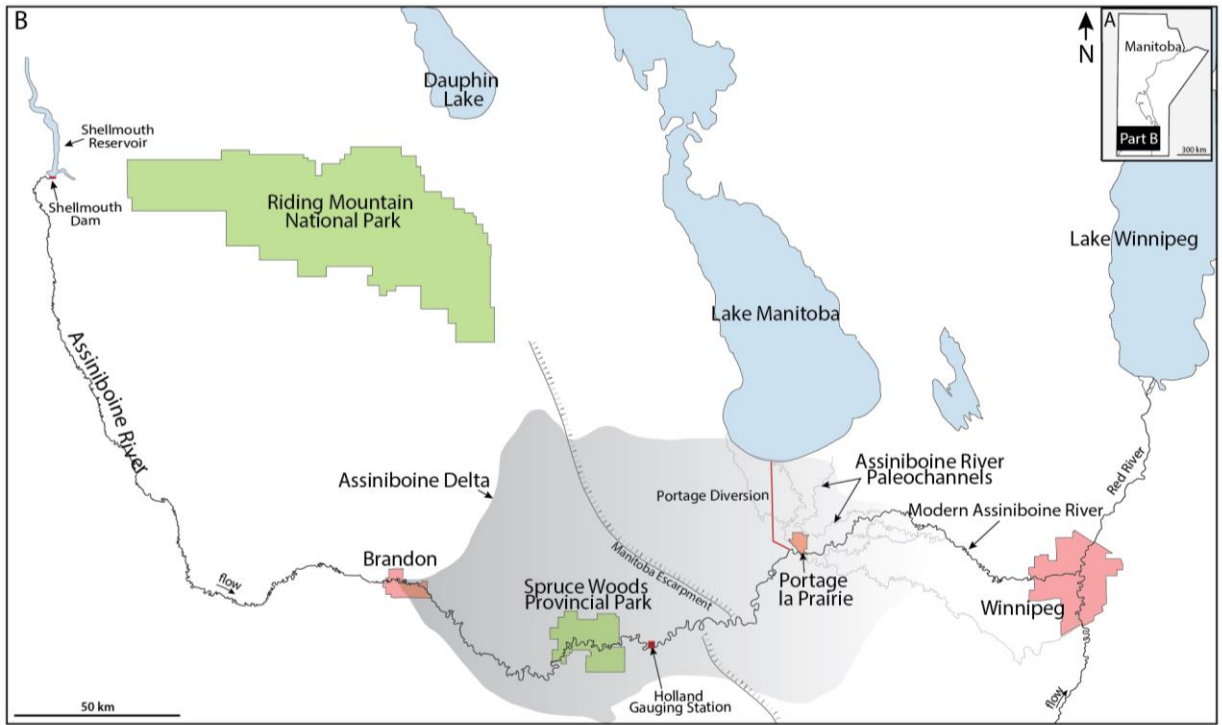 B
A
N
Manitoba
Part B
300 km
Dauphin
Lake
Shellmouth
Reservoir
Shellmouth
Dam
Riding Mountain
National Park
Lake Winnipeg
Lake Manitoba
Assiniboine River
Assiniboine Delta
Assiniboine River
Paleochannels
Portage Diversion
Modern Assiniboine River
Red River
Manitoba Escarpment
flow
Brandon
Spruce Woods
Provincial Park
Portage
la Prairie
Winnipeg
Holland
Gauging Station
flow
50 km